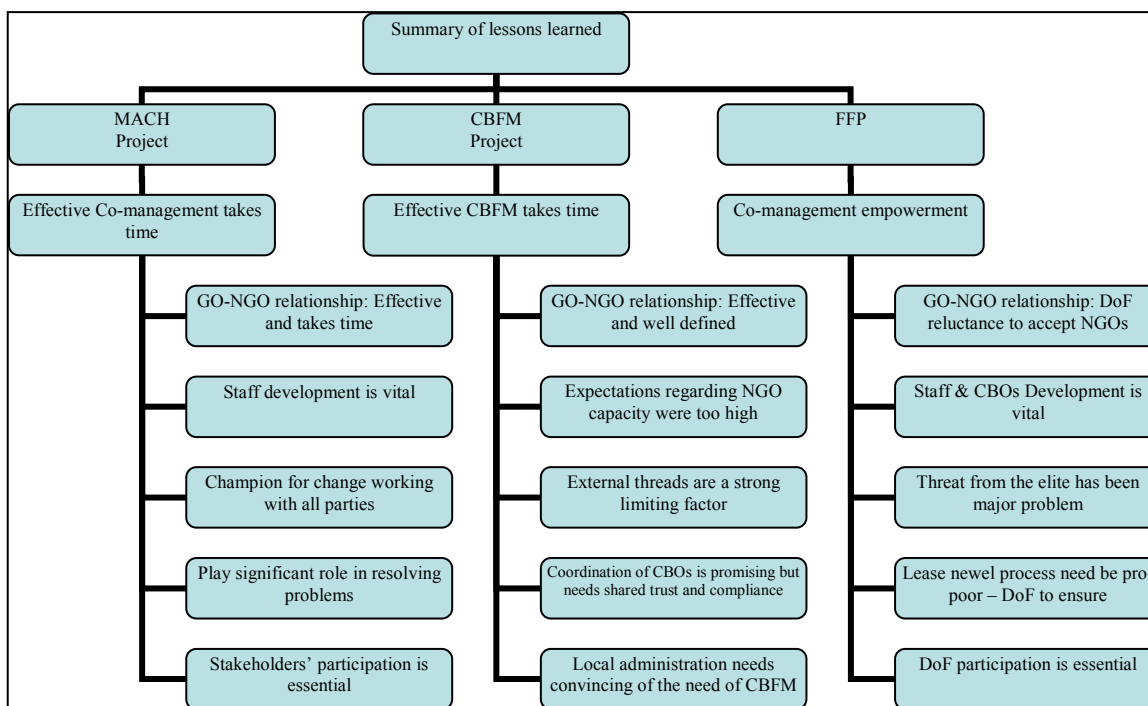 Summary of lessons learned
MACH
Project
Effective Co-management takes
time
GO-NGO relationship: Effective
and takes time
Staff development is vital
Champion for change working
with all parties
Play significant role in resolving
problems
Stakeholders’ participation is
essential
CBFM
Project
Effective CBFM takes time
GO-NGO relationship: Effective
and well defined
Expectations regarding NGO
capacity were too high
External threads are a strong
limiting factor
Coordination of CBOs is promising but
needs shared trust and compliance
Local administration needs
convincing of the need of CBFM
FFP
Co-management empowerment
GO-NGO relationship: DoF
reluctance to accept NGOs
Staff & CBOs Development is
vital
Threat from the elite has been
major problem
Lease newel process need be pro
poor – DoF to ensure
DoF participation is essential